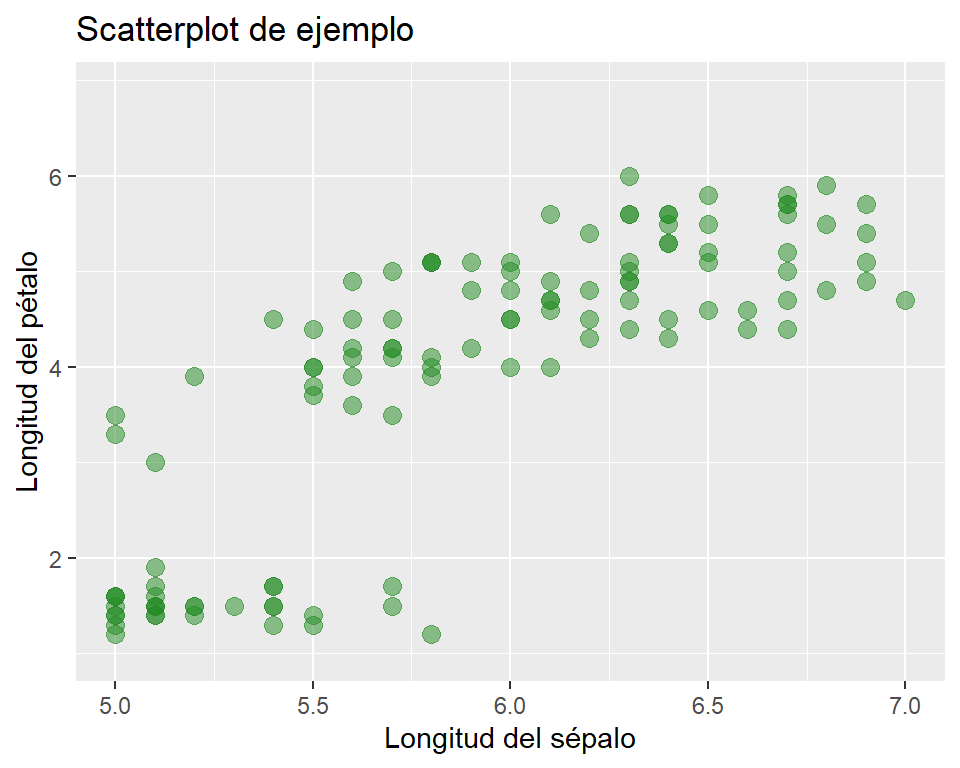 Scatterplot de ejemplo
Longitud del pétalo
6
4
2
5.0 5.5 6.0 6.5 7.0
Longitud del sépalo